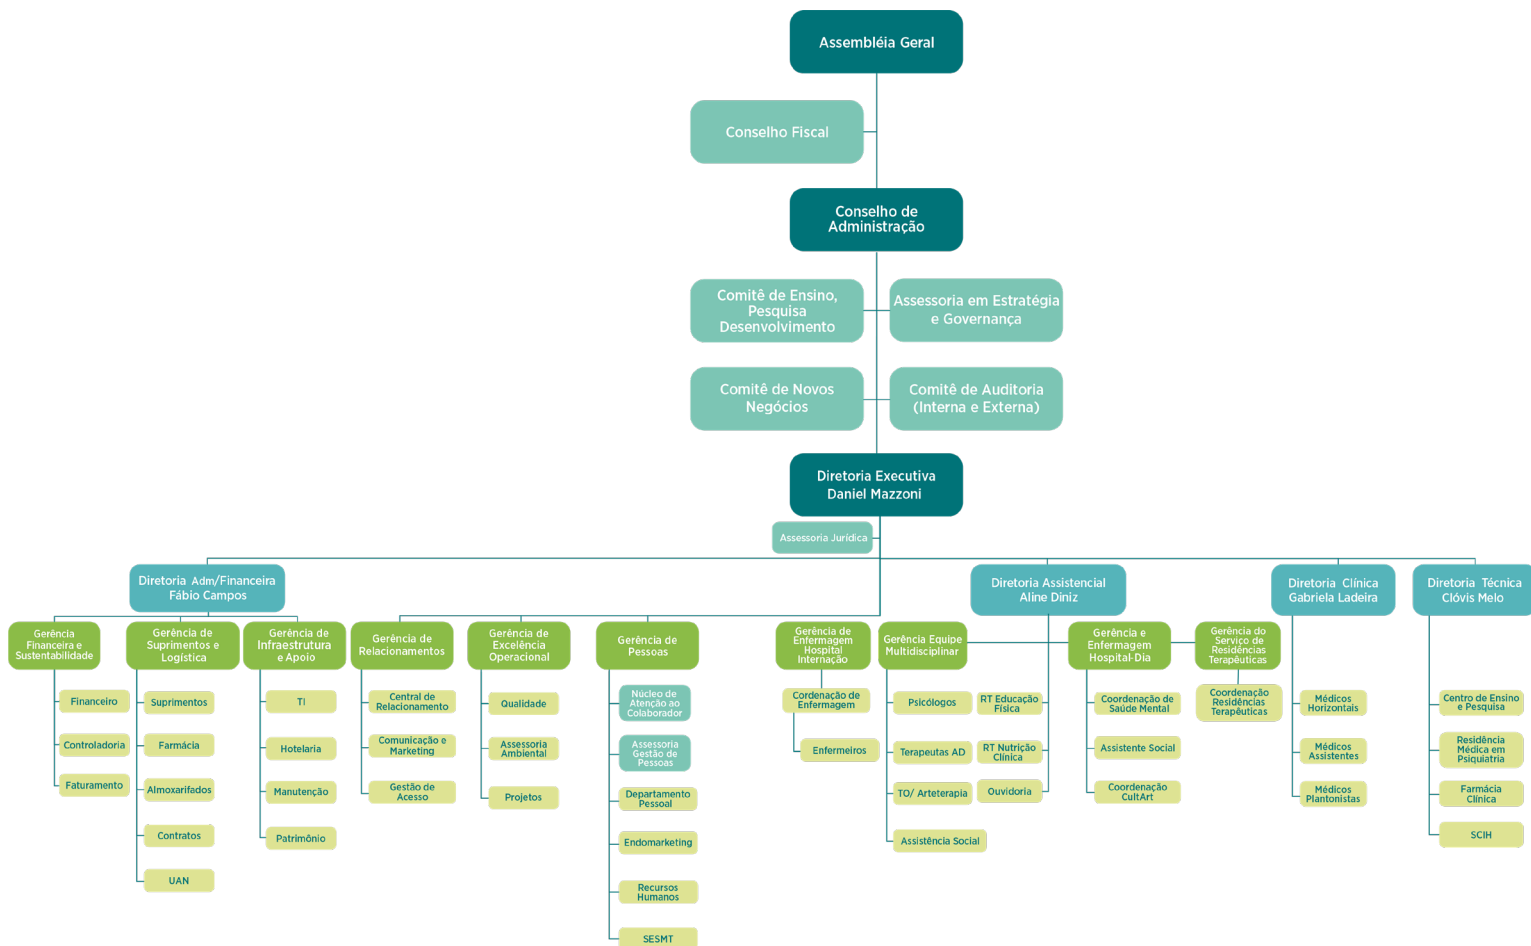 Assembléia Geral
Conselho Fiscal
Conselho de
Administração
Comitê de Ensino,
Pesquisa
Desenvolvimento
Assessoria em Estratégia
e Governança
Comitê de Novos
Negócios
Comitê de Auditoria
(Interna e Externa)
Diretoria Executiva
Daniel Mazzoni
Assessoria Jurídica
Diretoria Adm/Financeira
Fábio Campos
Diretoria Assistencial
Aline Diniz
Diretoria Clínica
Gabriela Ladeira
Diretoria Técnica
Clóvis Melo
Gerência
Financeira e
Sustentabilidade
Gerência de
Suprimentos e
Logística
Gerência de
Infraestrutura
e Apoio
Gerência de
Relacionamentos
Gerência de
Excelência
Operacional
Gerência de
Pessoas
Gerência de
Enfermagem
Hospital
Internação
Gerência Equipe
Multidisciplinar
Gerência e
Enfermagem
Hospital-Dia
Gerência do
Serviço de
Residências
Terapêuticas
Financeiro
Controladoria
Faturamento
Suprimentos
Farmácia
Almoxarifados
Contratos
UAN
TI
Hotelaria
Manutenção
Patrimônio
Central de
Relacionamento
Comunicação e
Marketing
Gestão de
Acesso
Qualidade
Assessoria
Ambiental
Projetos
Núcleo de
Atenção ao
Colaborador
Assessoria
Gestão de
Pessoas
Departamento
Pessoal
Endomarketing
Recursos
Humanos
SESMT
Cordenação de
Enfermagem
Enfermeiros
Psicólogos
Terapeutas AD
TO/ Arteterapia
Assistência Social
RT Educação
Física
RT Nutrição
Clínica
Ouvidoria
Coordenação de
Saúde Mental
Assistente Social
Coordenação
CultArt
Coordenação
Residências
Terapêuticas
Médicos
Horizontais
Médicos
Assistentes
Médicos
Plantonistas
Centro de Ensino
e Pesquisa
Residência
Médica em
Psiquiatria
Farmácia
Clínica
SCIH